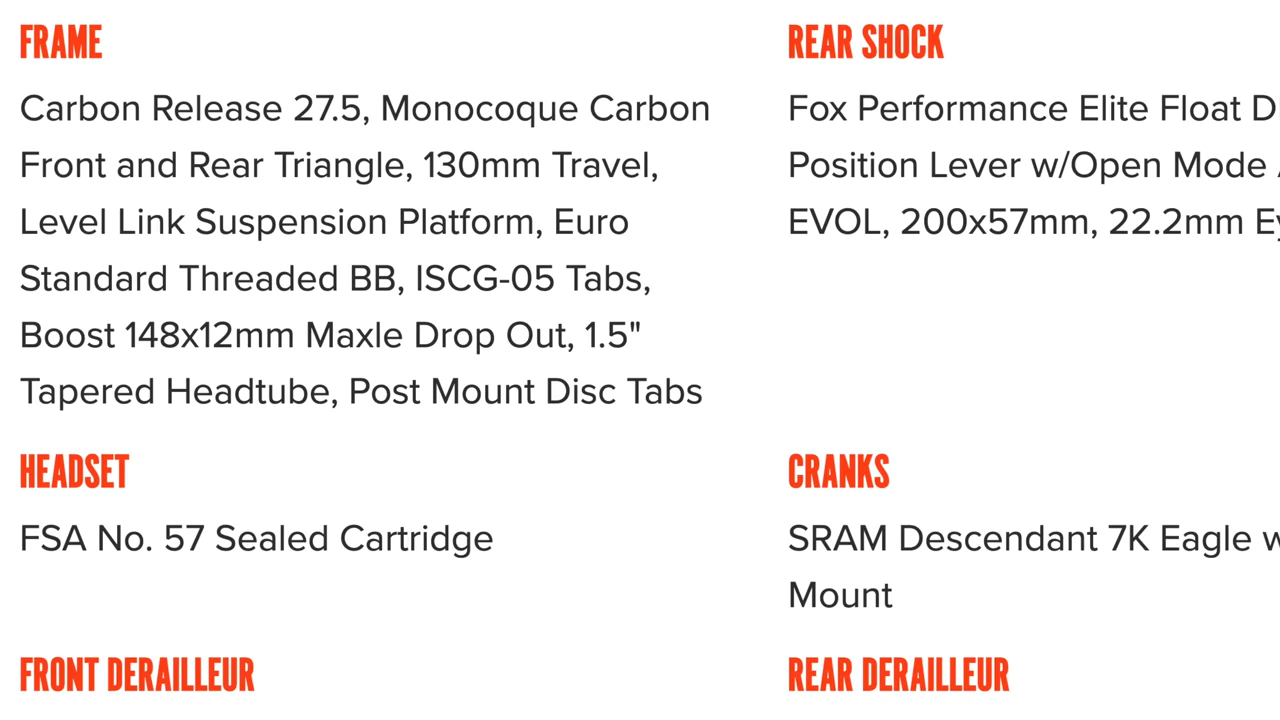 FRAME
Carbon Release 27.5, Monocoque Carbon
Front and Rear Triangle, 130mm Travel,
Level Link Suspension Platform, Euro
Standard Threaded BB, ISCG-05 Tabs,
Boost 148x12mm Maxle Drop Out, 1.5"
Tapered Headtube, Post Mount Disc Tabs
REAR SHOCK
Fox Performance Elite Float
Position Lever w/Open Mode
EVOL, 200x57mm, 22.2mm
HEADSET
FSA No. 57 Sealed Cartridge
CRANKS
SRAM Descendant 7K Eagle
Mount
FRONT DERAILLEUR
REAR DERAILLEUR